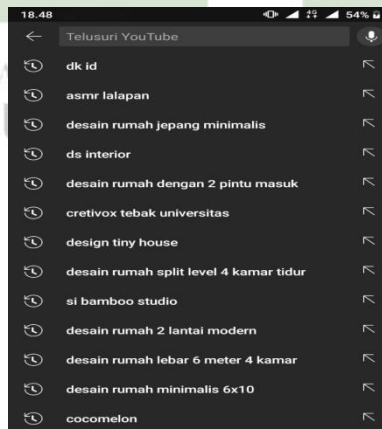 18.48 4G 54%
Telusuri YouTube
dk id
asmr lalapan
desain rumah jepang minimalis
ds interior
desain rumah dengan 2 pintu masuk
cretivox tebak universitas
design tiny house
desain rumah split level 4 kamar tidur
si bamboo studio
desain rumah 2 lantai modern
desain rumah lebar 6 meter 4 kamar
desain rumah minimalis 6x10
cocomelon